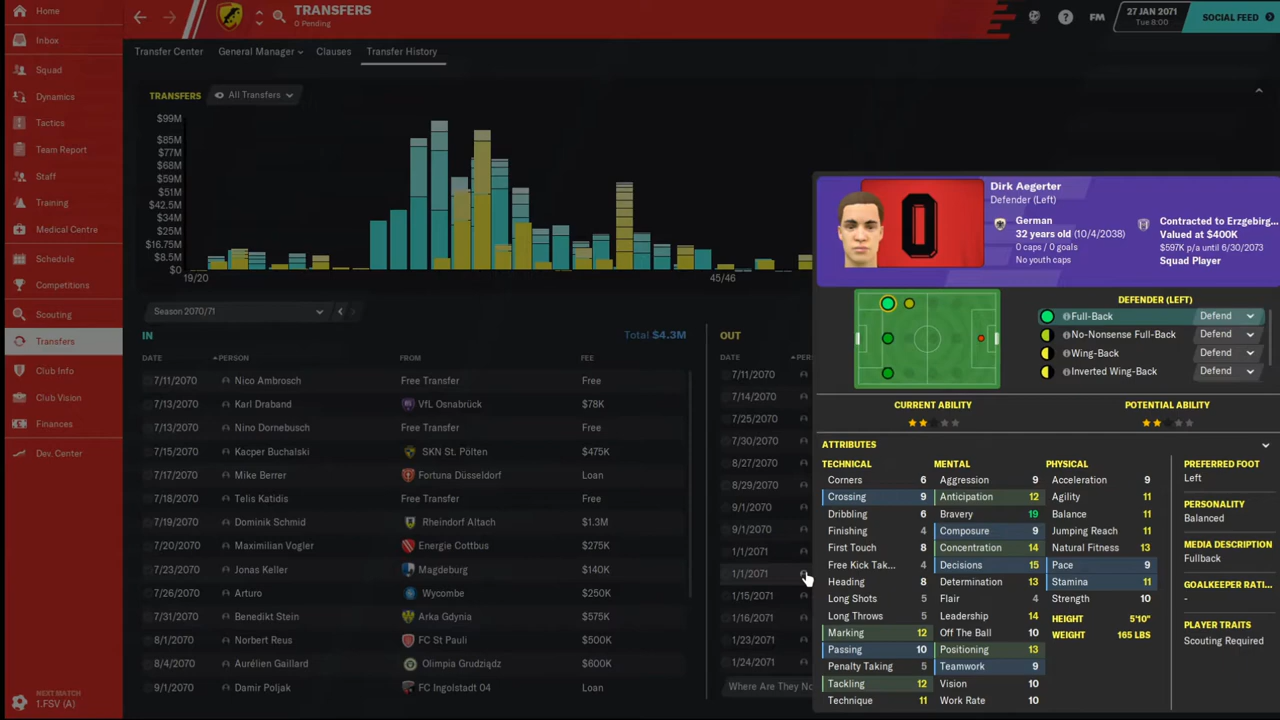 Home
Inbox
Squad
Dynamics
Tactics
Team Report
Staff
Training
Medical Centre
Schedule
Competitions
Scouting
Transfers
Club Info
Club Vision
Finances
Dev. Center
NEXT MATCH
1.FSV (A)
TRANSFERS
0 Pending
FM
27 JAN 2071
Tue 8:00
SOCIAL FEED
Transfer Center General Manager Clauses Transfer History
TRANSFERS All Transfers
$99M
$85M
$77M
$68M
$59M
$51M
$42.5M
$34M
$25M
$16.75M
$8.5M
$0
19/20 45/46
Season 2070/71
IN Total $4.3M
DATE PERSON FROM FEE
7/11/2070 Nico Ambrosch Free Transfer Free
7/13/2070 Karl Draband VfL Osnabrück $78K
7/13/2070 Nino Dornebusch Free Transfer Free
7/15/2070 Kacper Buchalski SKN St. Pölten $475K
7/17/2070 Mike Berrer Fortuna Düsseldorf Loan
7/18/2070 Telis Katidis Free Transfer Free
7/19/2070 Dominik Schmid Rheindorf Altach $1.3M
7/20/2070 Maximilian Vogler Energie Cottbus $275K
7/23/2070 Jonas Keller Magdeburg $140K
7/26/2070 Arturo Wycombe $250K
7/31/2070 Benedikt Stein Arka Gdynia $575K
8/1/2070 Norbert Reus FC St Pauli $500K
8/4/2070 Aurélien Gaillard Olimpia Grudziądz $600K
9/1/2070 Damir Poljak FC Ingolstadt 04 Loan
OUT
DATE PER
7/11/2070
7/14/2070
7/25/2070
7/30/2070
8/27/2070
8/29/2070
9/1/2070
9/1/2070
1/1/2071
1/1/2071
1/15/2071
1/16/2071
1/23/2071
1/24/2071
Where Are They No
0
Dirk Aegerter
Defender (Left)
German
32 years old (10/4/2038)
0 caps / 0 goals
No youth caps
Contracted to Erzgebirg...
Valued at $400K
$597K p/a until 6/30/2073
Squad Player
DEFENDER (LEFT)
Full-Back Defend
No-Nonsense Full-Back Defend
Wing-Back Defend
Inverted Wing-Back Defend
CURRENT ABILITY
POTENTIAL ABILITY
ATTRIBUTES
TECHNICAL
Corners 6
Crossing 9
Dribbling 6
Finishing 4
First Touch 8
Free Kick Tak... 4
Heading 8
Long Shots 5
Long Throws 5
Marking 12
Passing 10
Penalty Taking 5
Tackling 12
Technique 11
MENTAL
Aggression 9
Anticipation 12
Bravery 19
Composure 9
Concentration 14
Decisions 15
Determination 13
Flair 4
Leadership 14
Off The Ball 10
Positioning 13
Teamwork 9
Vision 10
Work Rate 10
PHYSICAL
Acceleration 9
Agility 11
Balance 11
Jumping Reach 11
Natural Fitness 13
Pace 9
Stamina 11
Strength 10
HEIGHT 5'10"
WEIGHT 165 LBS
PREFERRED FOOT
Left
PERSONALITY
Balanced
MEDIA DESCRIPTION
Fullback
GOALKEEPER RATI...
-
PLAYER TRAITS
Scouting Required